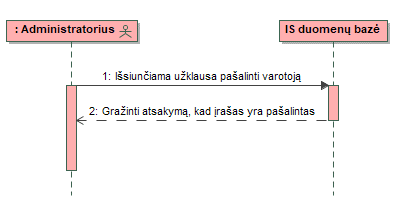 : Administratorius
IS duomenų bazė
1: Išsiunčiama užklausa pašalinti varotoją
2: Gražinti atsakymą, kad įrašas yra pašalintas